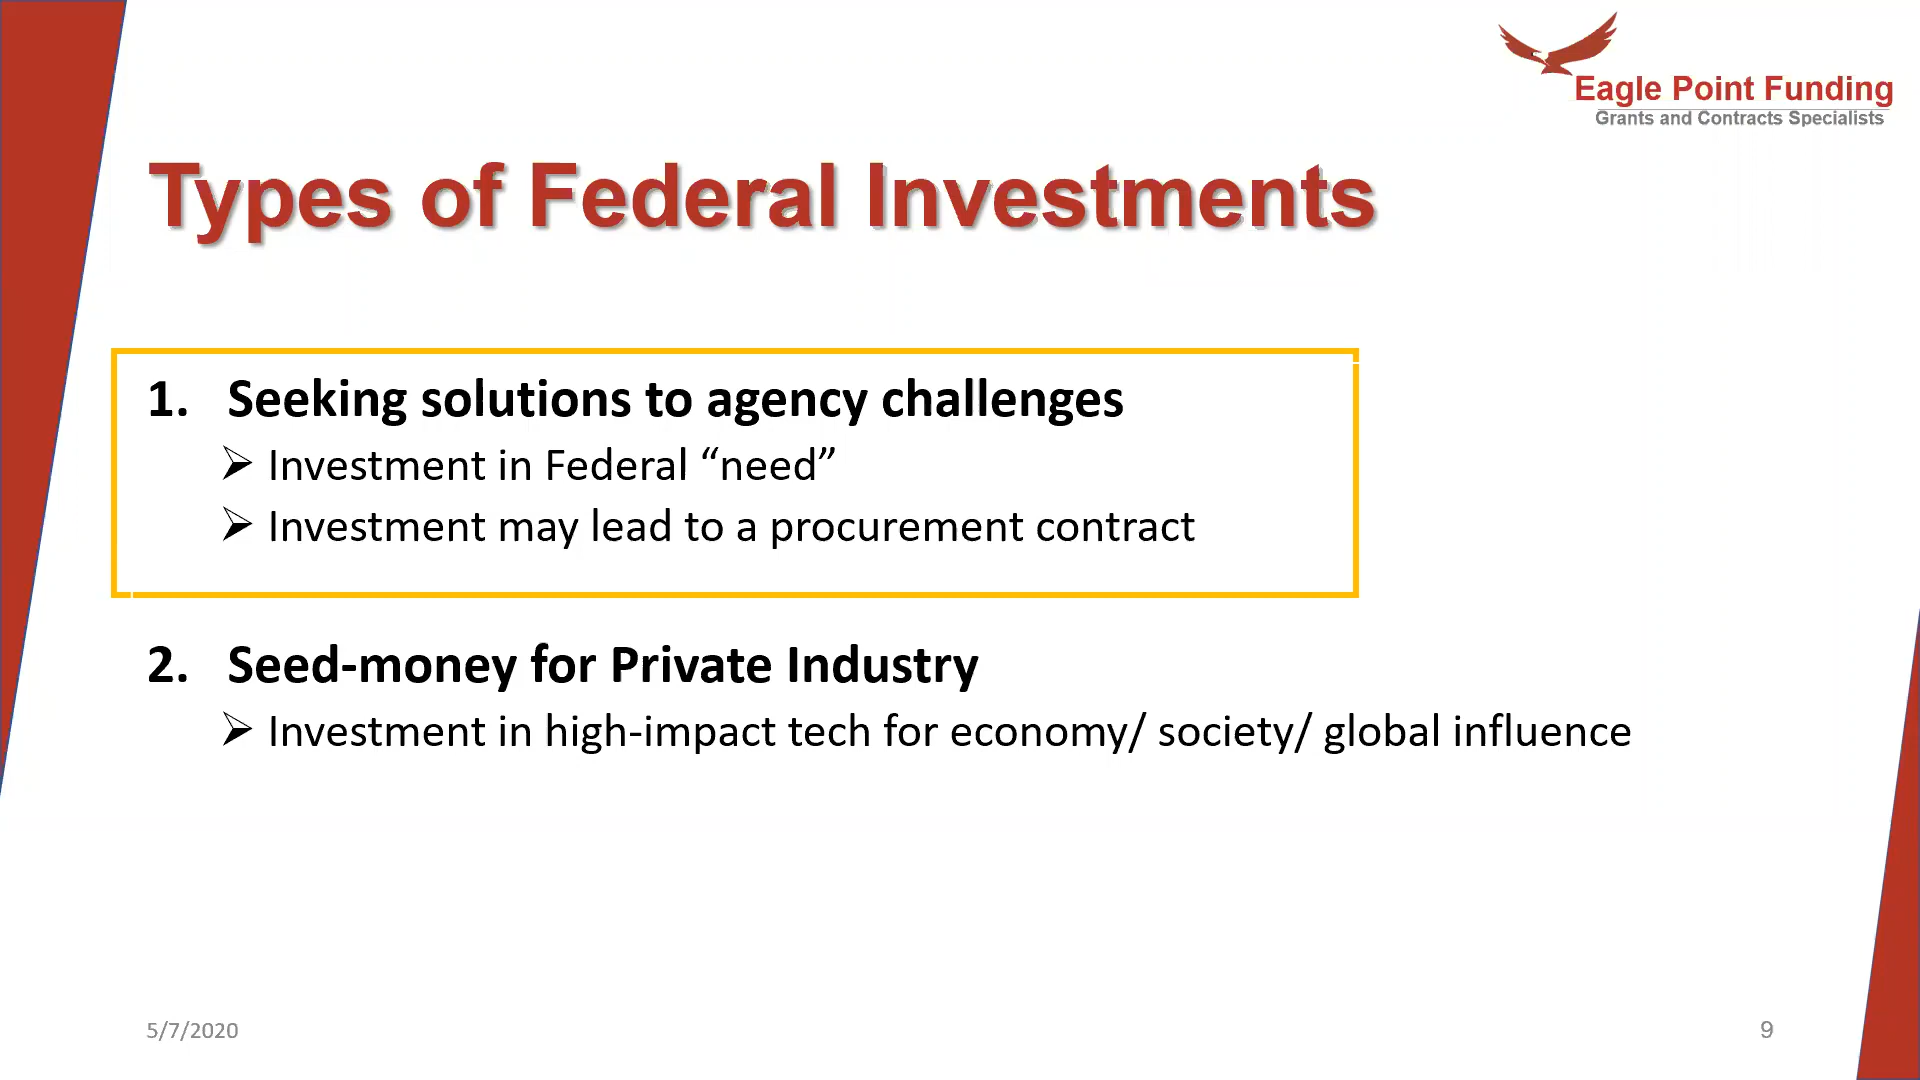 Eagle Point Funding
Grants and Contracts Specialists
Types of Federal Investments
1. Seeking solutions to agency challenges
➢ Investment in Federal “need”
➢ Investment may lead to a procurement contract
2. Seed-money for Private Industry
➢ Investment in high-impact tech for economy/ society/ global influence
5/7/2020
9